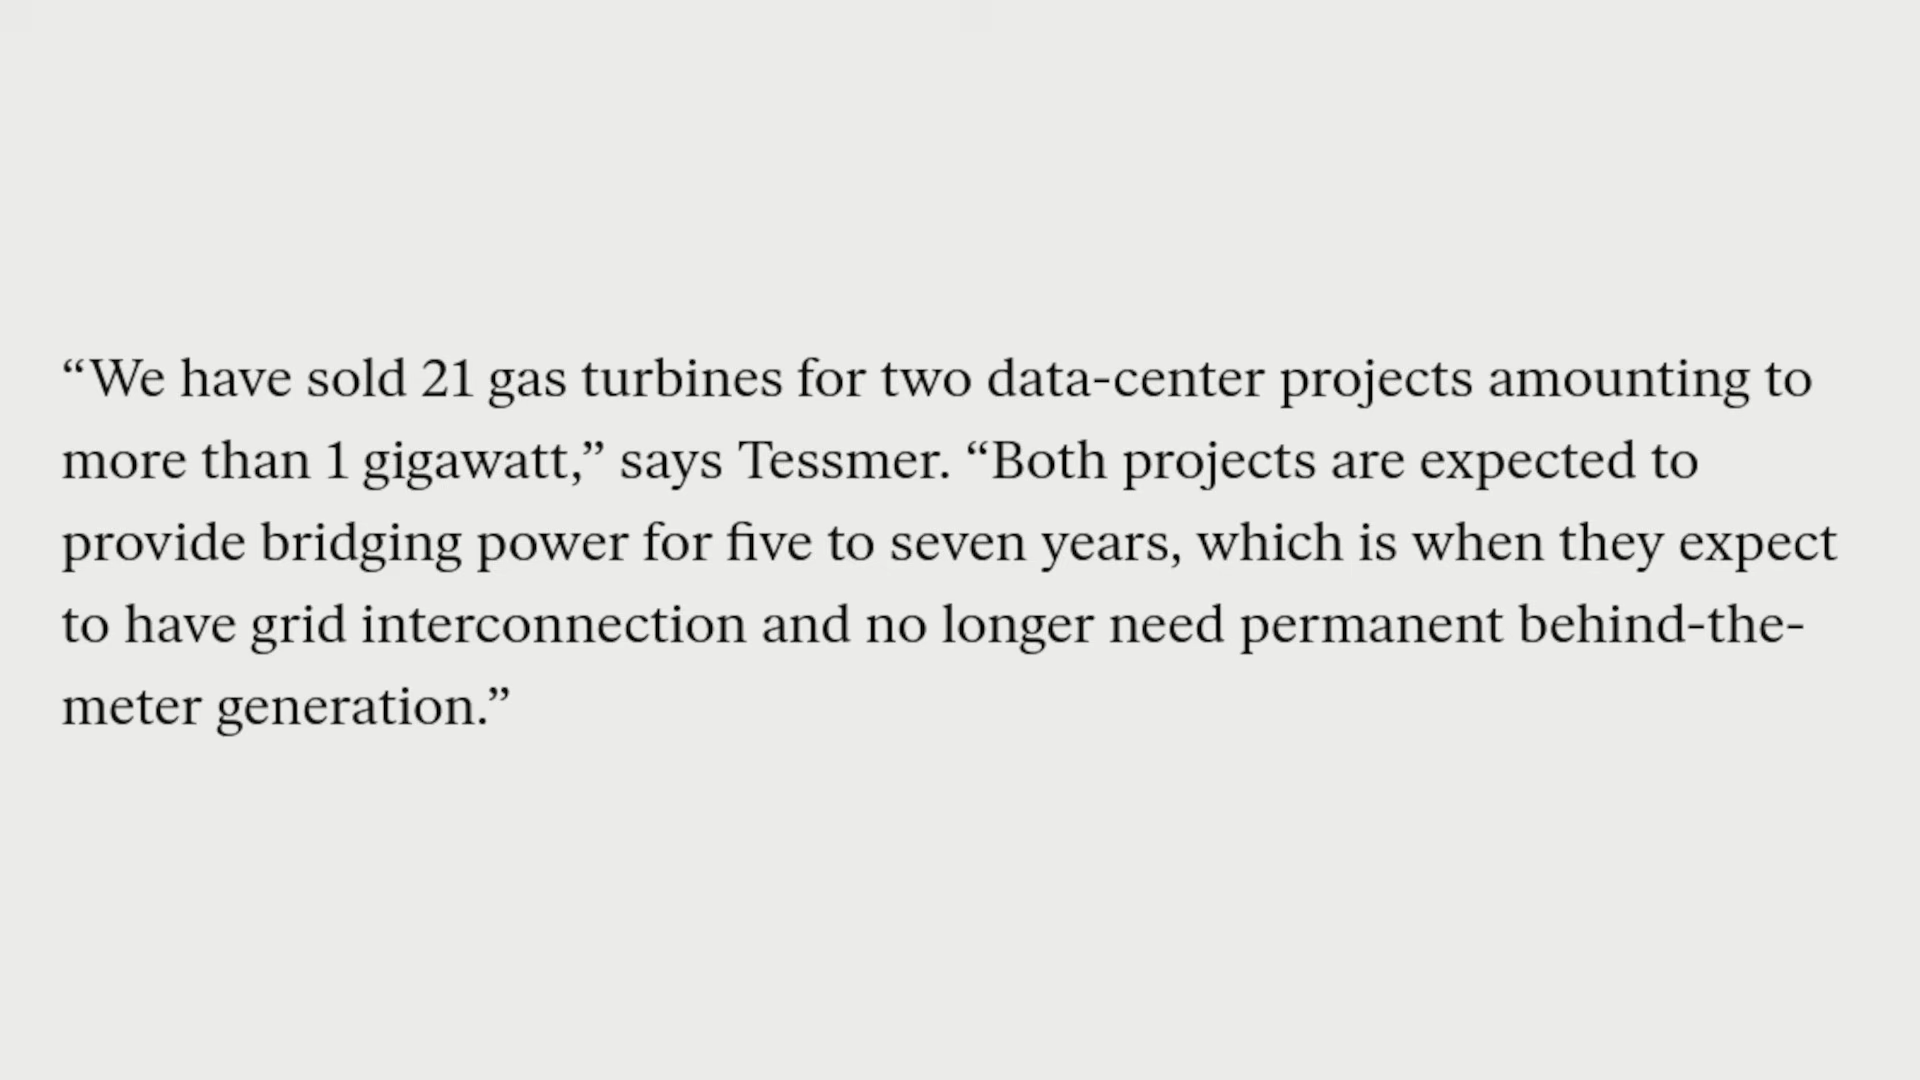 “We have sold 21 gas turbines for two data-center projects amounting to
more than 1 gigawatt,” says Tessmer. “Both projects are expected to
provide bridging power for five to seven years, which is when they expect
to have grid interconnection and no longer need permanent behind-the-
meter generation.”